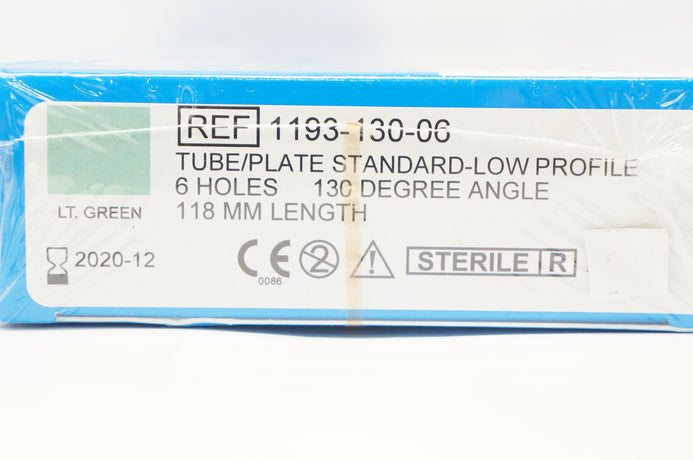 REF 1193-130-06
TUBE/PLATE STANDARD-LOW PROFILE
6 HOLES 130 DEGREE ANGLE
118 MM LENGTH
LT. GREEN
2020-12
CE 0086
2
STERILE R